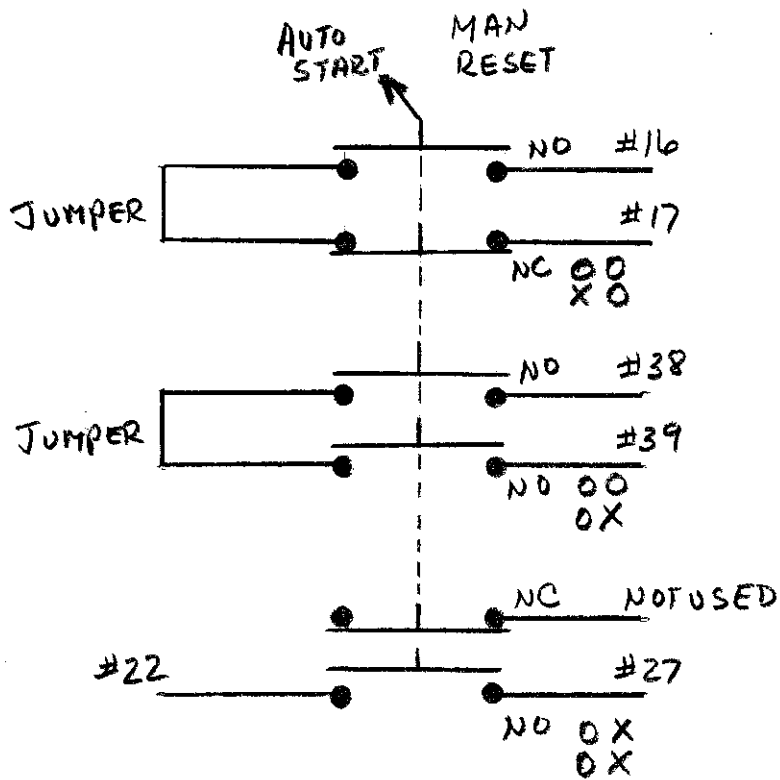 AUTO START
MAN RESET
NO #16
JUMPER
#17
NC OO
XO
NO #38
JUMPER
#39
NO OO
OX
NC NOT USED
#22
#27
NO OX
OX